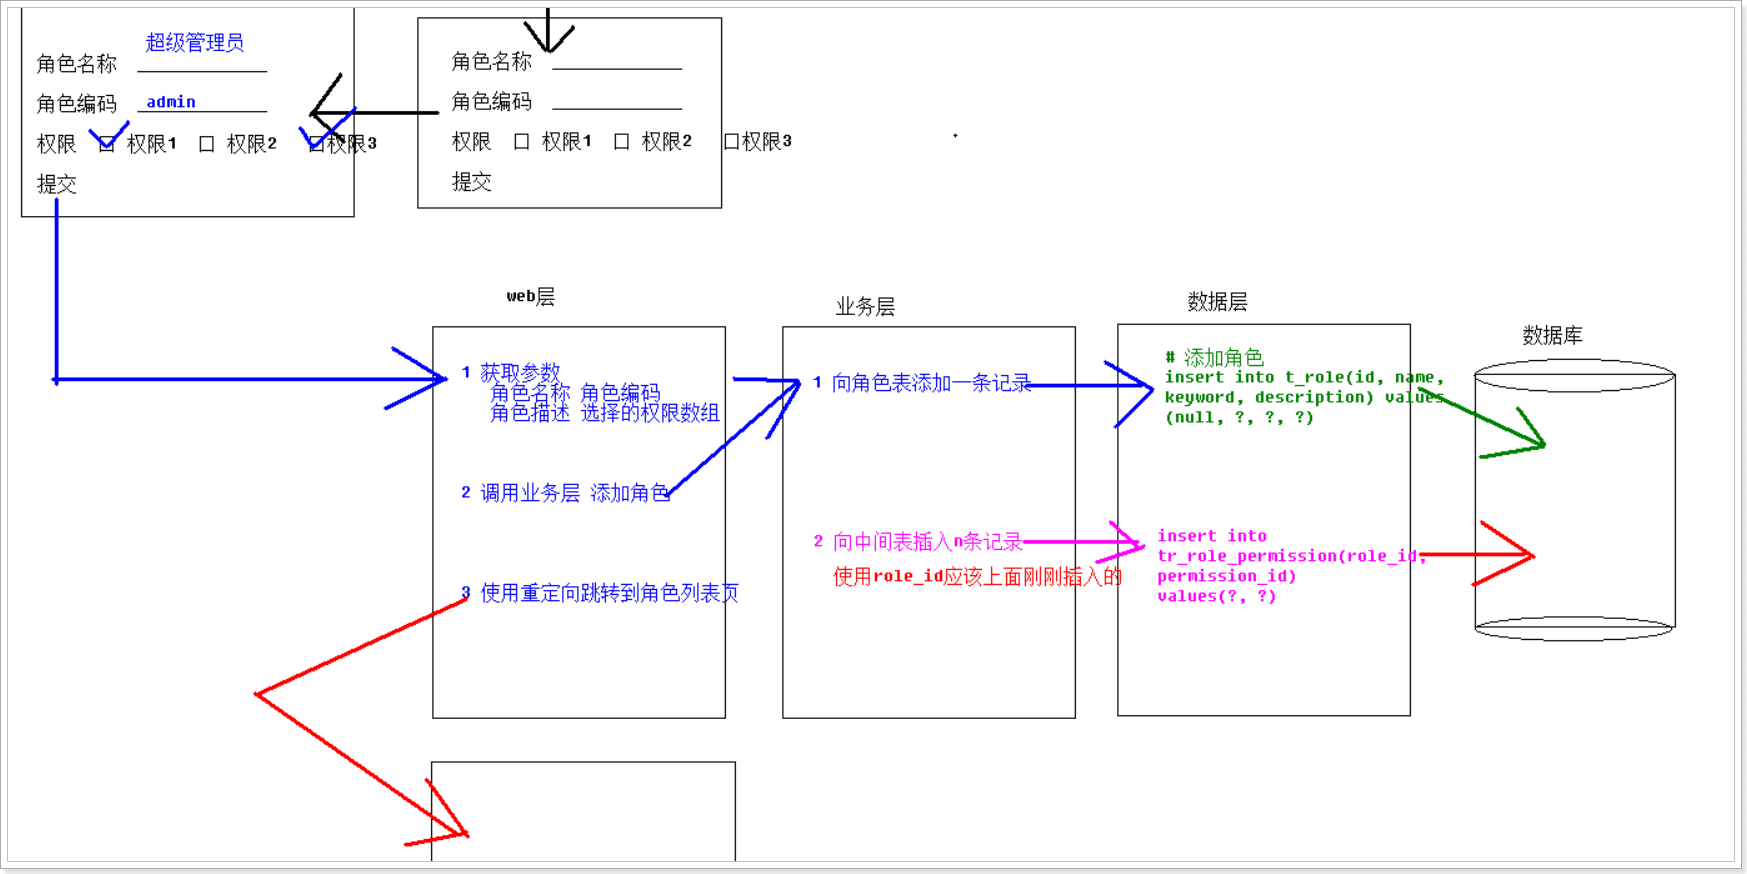 超级管理员
角色名称
角色编码 admin
权限 权限1 权限2 权限3
提交
角色名称
角色编码
权限 权限1 权限2 权限3
提交
web层
1 获取参数
角色名称 角色编码
角色描述 选择的权限数组
2 调用业务层 添加角色
3 使用重定向跳转到角色列表页
业务层
1 向角色表添加一条记录
2 向中间表插入n条记录
使用role_id应该上面刚刚插入的
数据层
# 添加角色
insert into t_role(id, name,
keyword, description) values
(null, ?, ?, ?)
insert into
tr_role_permission(role_id,
permission_id)
values(?, ?)
数据库